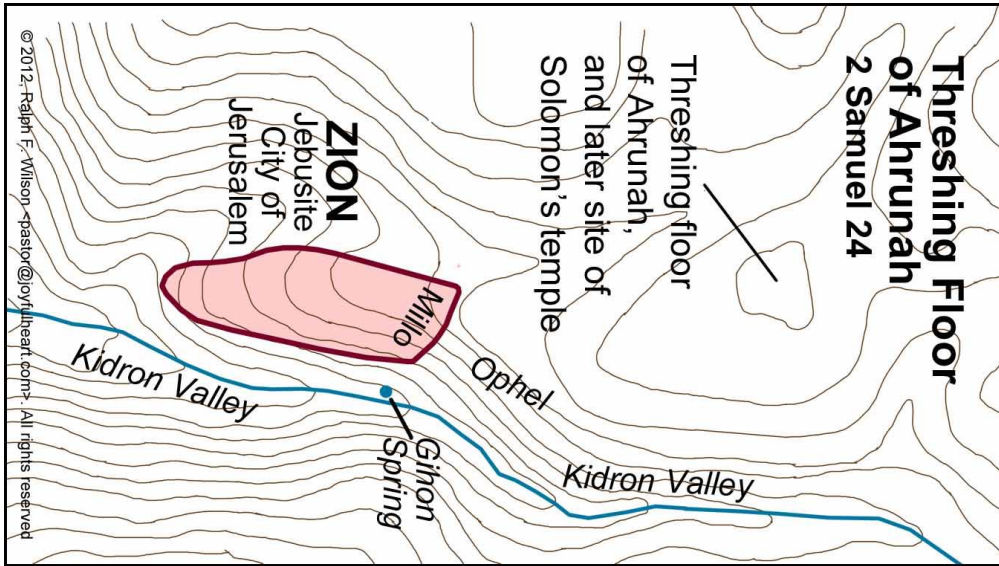 Threshing Floor
of Ahrunah
2 Samuel 24
Threshing floor
of Ahrunah,
and later site of
Solomon's temple
Kidron Valley
Ophel
Millo
Gihon
Spring
ZION
Jebusite
City of
Jerusalem
Kidron Valley
© 2012, Ralph F. Wilson <pastor@joyfulheart.com>. All rights reserved